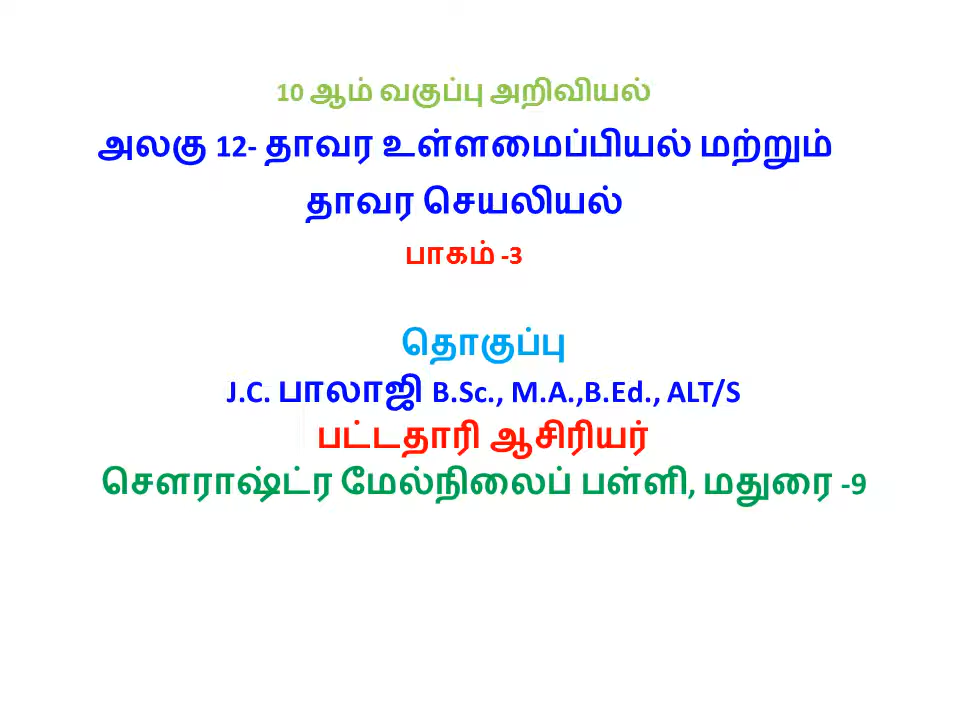 10 ஆம் வகுப்பு அறிவியல்
அலகு 12- தாவர உள்ளமைப்பியல் மற்றும்
தாவர செயலியல்
பாகம் -3
தொகுப்பு
J.C. பாலாஜி B.Sc., M.A.,B.Ed., ALT/S
பட்டதாரி ஆசிரியர்
சௌராஷ்ட்ர மேல்நிலைப் பள்ளி, மதுரை -9